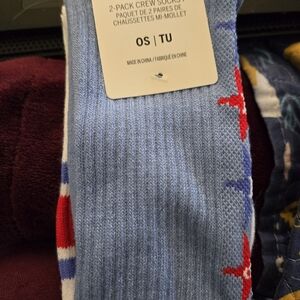 2-PACK CREW SOCKS
PAQUET DE 2 PAIRES DE
CHAUSSETTES MI-MOLLET
OS | TU
MADE IN CHINA / FABRIQUÉ EN CHINE